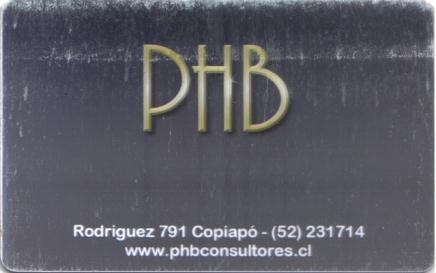 PHB
Rodriguez 791 Copiapó - (52) 231714
www.phbconsultores.cl